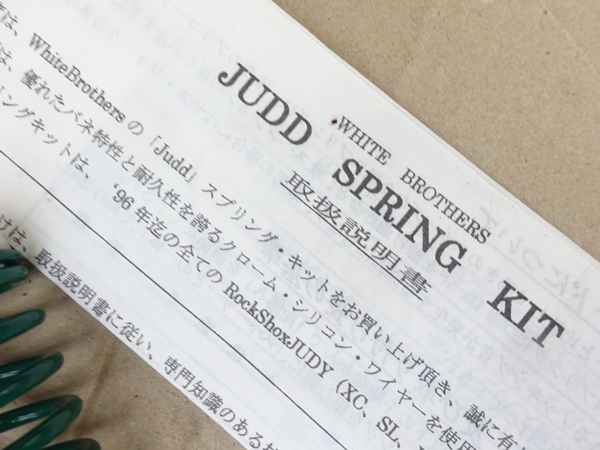 WHITE BROTHERS
JUDD SPRING KIT
取扱説明書
は、WhiteBrothersの「Judd」スプリング・キットをお買い上げ頂き、誠に有
は、優れたバネ特性と耐久性を誇るクローム・シリコン・ワイヤーを使用
ングキットは、'96年迄の全てのRockShoxJUDY (XC、SL、
けは、取扱説明書に従い、専門知識のある